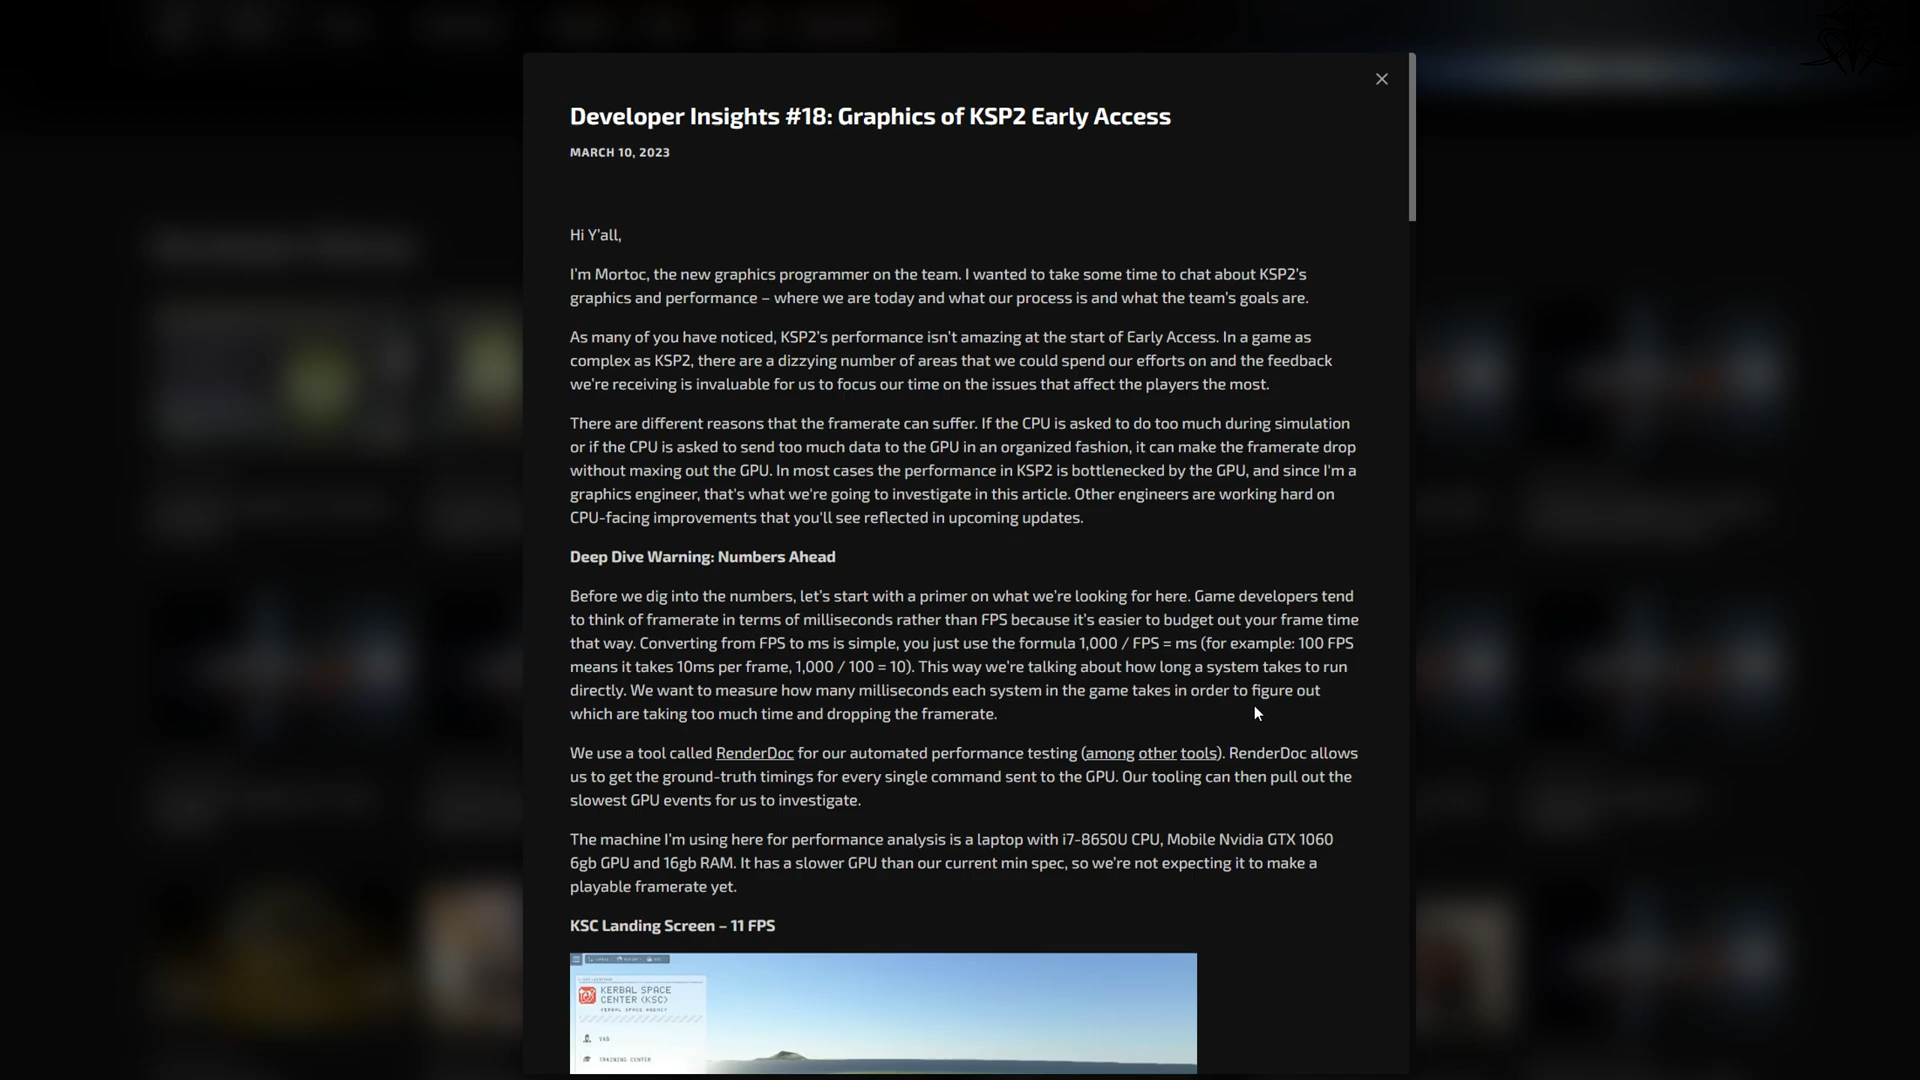 Developer Insights #18: Graphics of KSP2 Early Access
MARCH 10, 2023
Hi Y'all,
I'm Mortoc, the new graphics programmer on the team. I wanted to take some time to chat about KSP2's
graphics and performance – where we are today and what our process is and what the team's goals are.
As many of you have noticed, KSP2's performance isn't amazing at the start of Early Access. In a game as
complex as KSP2, there are a dizzying number of areas that we could spend our efforts on and the feedback
we're receiving is invaluable for us to focus our time on the issues that affect the players the most.
There are different reasons that the framerate can suffer. If the CPU is asked to do too much during simulation
or if the CPU is asked to send too much data to the GPU in an organized fashion, it can make the framerate drop
without maxing out the GPU. In most cases the performance in KSP2 is bottlenecked by the GPU, and since I'm a
graphics engineer, that's what we're going to investigate in this article. Other engineers are working hard on
CPU-facing improvements that you'll see reflected in upcoming updates.
Deep Dive Warning: Numbers Ahead
Before we dig into the numbers, let's start with a primer on what we're looking for here. Game developers tend
to think of framerate in terms of milliseconds rather than FPS because it's easier to budget out your frame time
that way. Converting from FPS to ms is simple, you just use the formula 1,000 / FPS = ms (for example: 100 FPS
means it takes 10ms per frame, 1,000 / 100 = 10). This way we're talking about how long a system takes to run
directly. We want to measure how many milliseconds each system in the game takes in order to figure out
which are taking too much time and dropping the framerate.
We use a tool called RenderDoc for our automated performance testing (among other tools). RenderDoc allows
us to get the ground-truth timings for every single command sent to the GPU. Our tooling can then pull out the
slowest GPU events for us to investigate.
The machine I'm using here for performance analysis is a laptop with i7-8650U CPU, Mobile Nvidia GTX 1060
6gb GPU and 16gb RAM. It has a slower GPU than our current min spec, so we're not expecting it to make a
playable framerate yet.
KSC Landing Screen – 11 FPS
KERBAL SPACE
CENTER (KSC)
KERBAL SPACE AGENCY
VAB
TRAINING CENTER